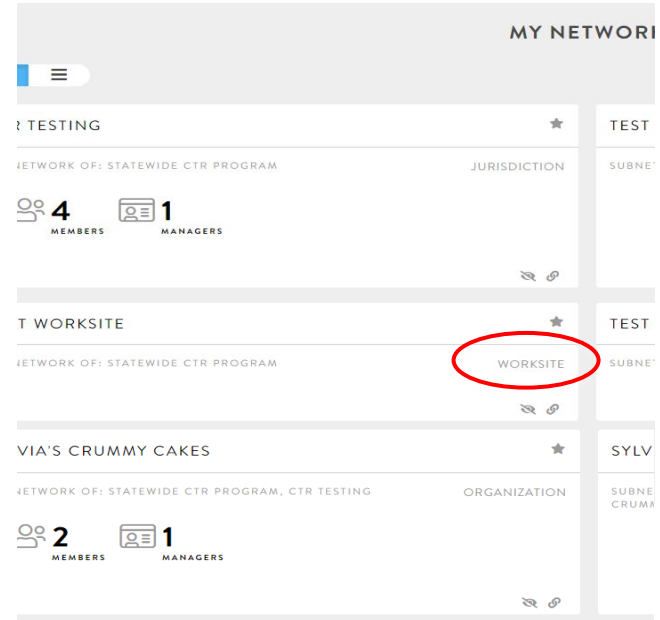 MY NETWOR
R TESTING
TEST
NETWORK OF: STATEWIDE CTR PROGRAM
JURISDICTION
SUBNE
4
MEMBERS
1
MANAGERS
T WORKSITE
TEST
NETWORK OF: STATEWIDE CTR PROGRAM
WORKSITE
SUBNE
VIA'S CRUMMY CAKES
SYLV
NETWORK OF: STATEWIDE CTR PROGRAM, CTR TESTING
ORGANIZATION
SUBNE
CRUMM
2
MEMBERS
1
MANAGERS